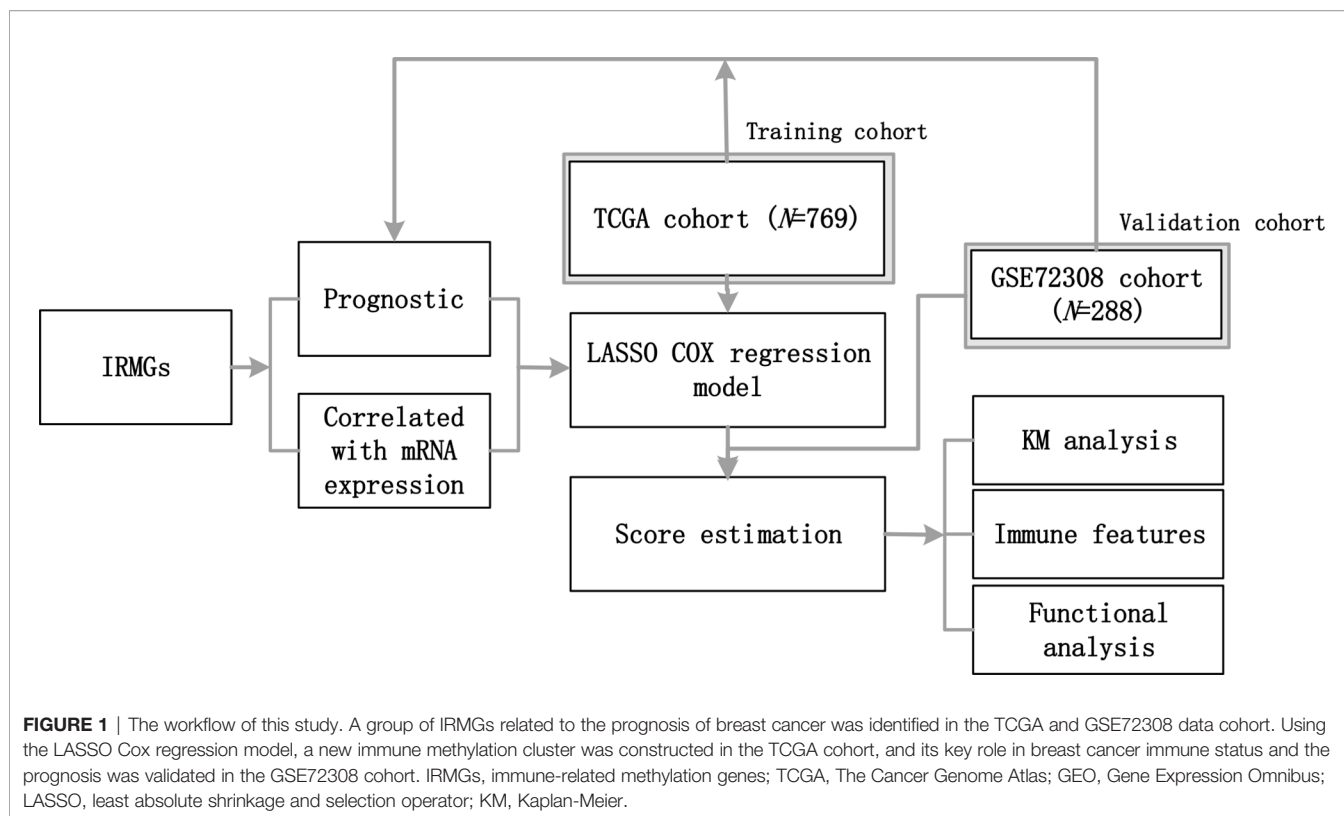 Training cohort
TCGA cohort (N=769)
Validation cohort
GSE72308 cohort
(N=288)
Prognostic
IRMGs
LASSO COX regression
model
Correlated
with mRNA
expression
KM analysis
Score estimation
Immune features
Functional
analysis
FIGURE 1 | The workflow of this study. A group of IRMGs related to the prognosis of breast cancer was identified in the TCGA and GSE72308 data cohort. Using
the LASSO Cox regression model, a new immune methylation cluster was constructed in the TCGA cohort, and its key role in breast cancer immune status and the
prognosis was validated in the GSE72308 cohort. IRMGs, immune-related methylation genes; TCGA, The Cancer Genome Atlas; GEO, Gene Expression Omnibus;
LASSO, least absolute shrinkage and selection operator; KM, Kaplan-Meier.